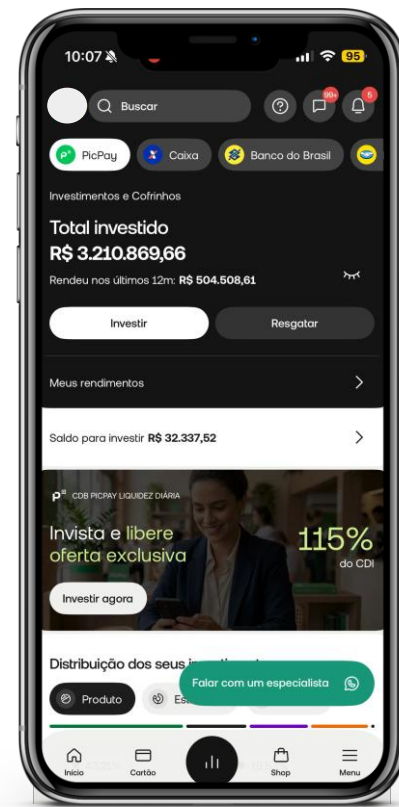 10:07
95
Buscar
99+
5
PicPay
Caixa
Banco do Brasil
Investimentos e Cofrinhos
Total investido
R$ 3.210.869,66
Rendeu nos últimos 12m: R$ 504.508,61
Investir
Resgatar
Meus rendimentos
Saldo para investir R$ 32.337,52
CDB PICPAY LIQUIDEZ DIÁRIA
Invista e libere
oferta exclusiva
115%
do CDI
Investir agora
Distribuição dos seus
Falar com um especialista
Produto
Início
Cartão
Shop
Menu